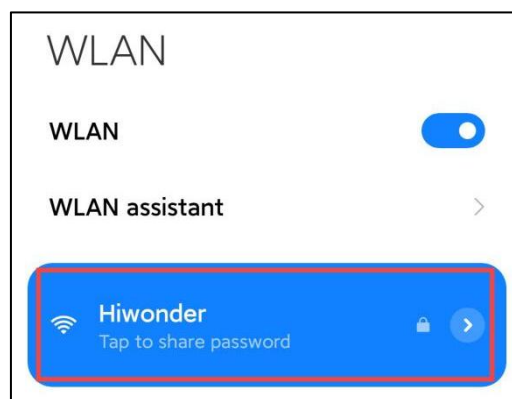 WLAN
WLAN
WLAN assistant
Hiwonder
Tap to share password